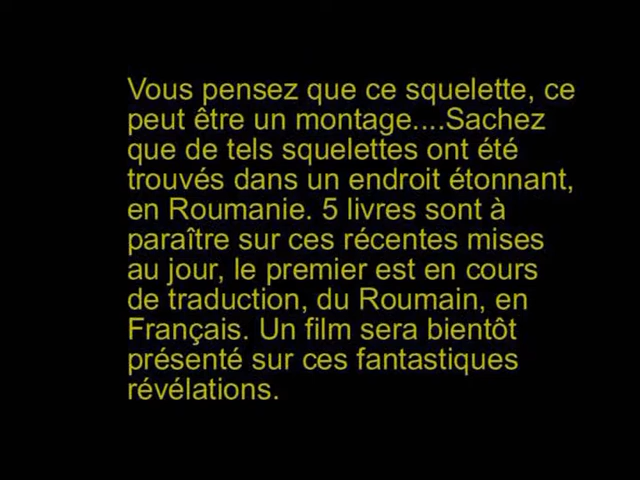 Vous pensez que ce squelette, ce
peut être un montage....Sachez
que de tels squelettes ont été
trouvés dans un endroit étonnant,
en Roumanie. 5 livres sont à
paraître sur ces récentes mises
au jour, le premier est en cours
de traduction, du Roumain, en
Français. Un film sera bientôt
présenté sur ces fantastiques
révélations.